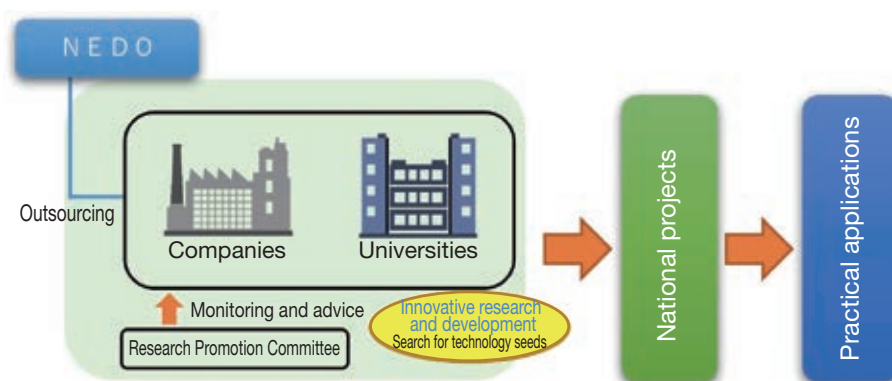 NEDO
Outsourcing
Companies
Universities
Monitoring and advice
Research Promotion Committee
Innovative research
and development
Search for technology seeds
National projects
Practical applications